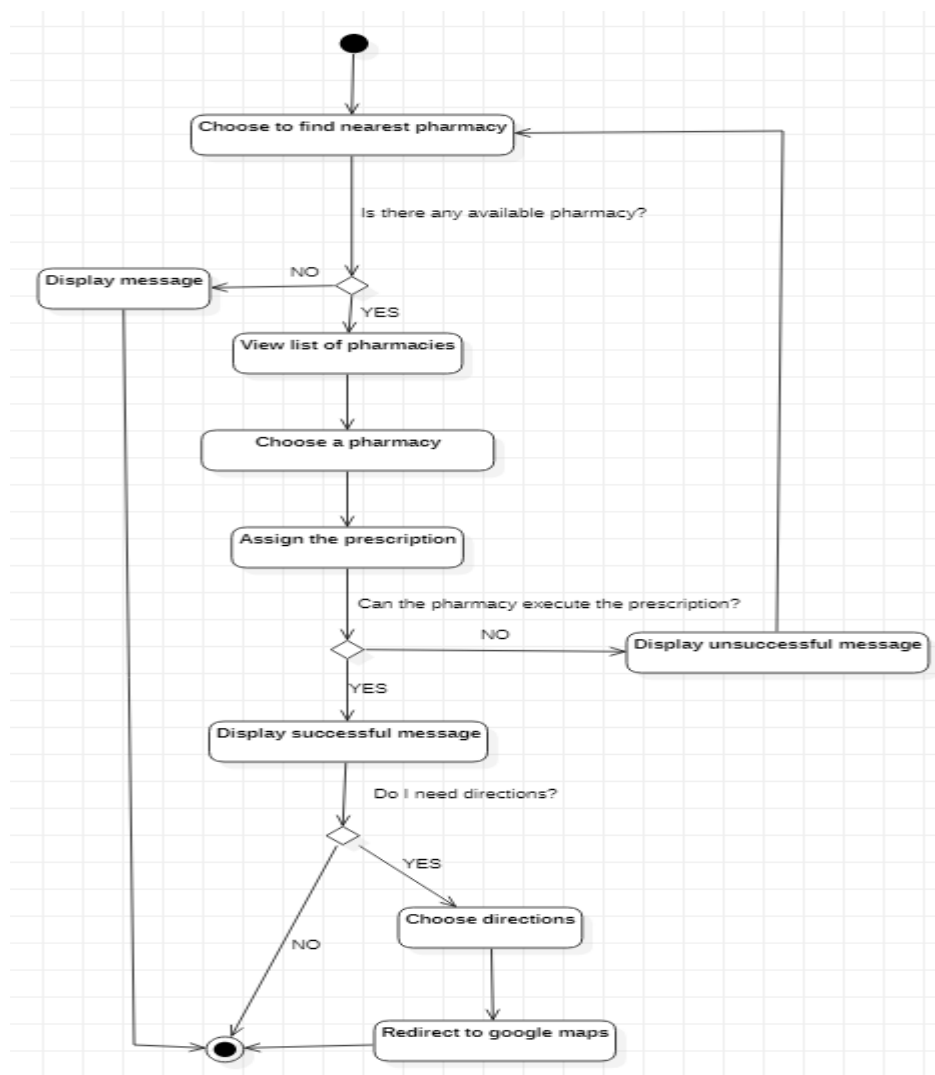 Choose to find nearest pharmacy
Is there any available pharmacy?
NO
Display message
YES
View list of pharmacies
Choose a pharmacy
Assign the prescription
Can the pharmacy execute the prescription?
NO
Display unsuccessful message
YES
Display successful message
Do I need directions?
YES
Choose directions
NO
Redirect to google maps